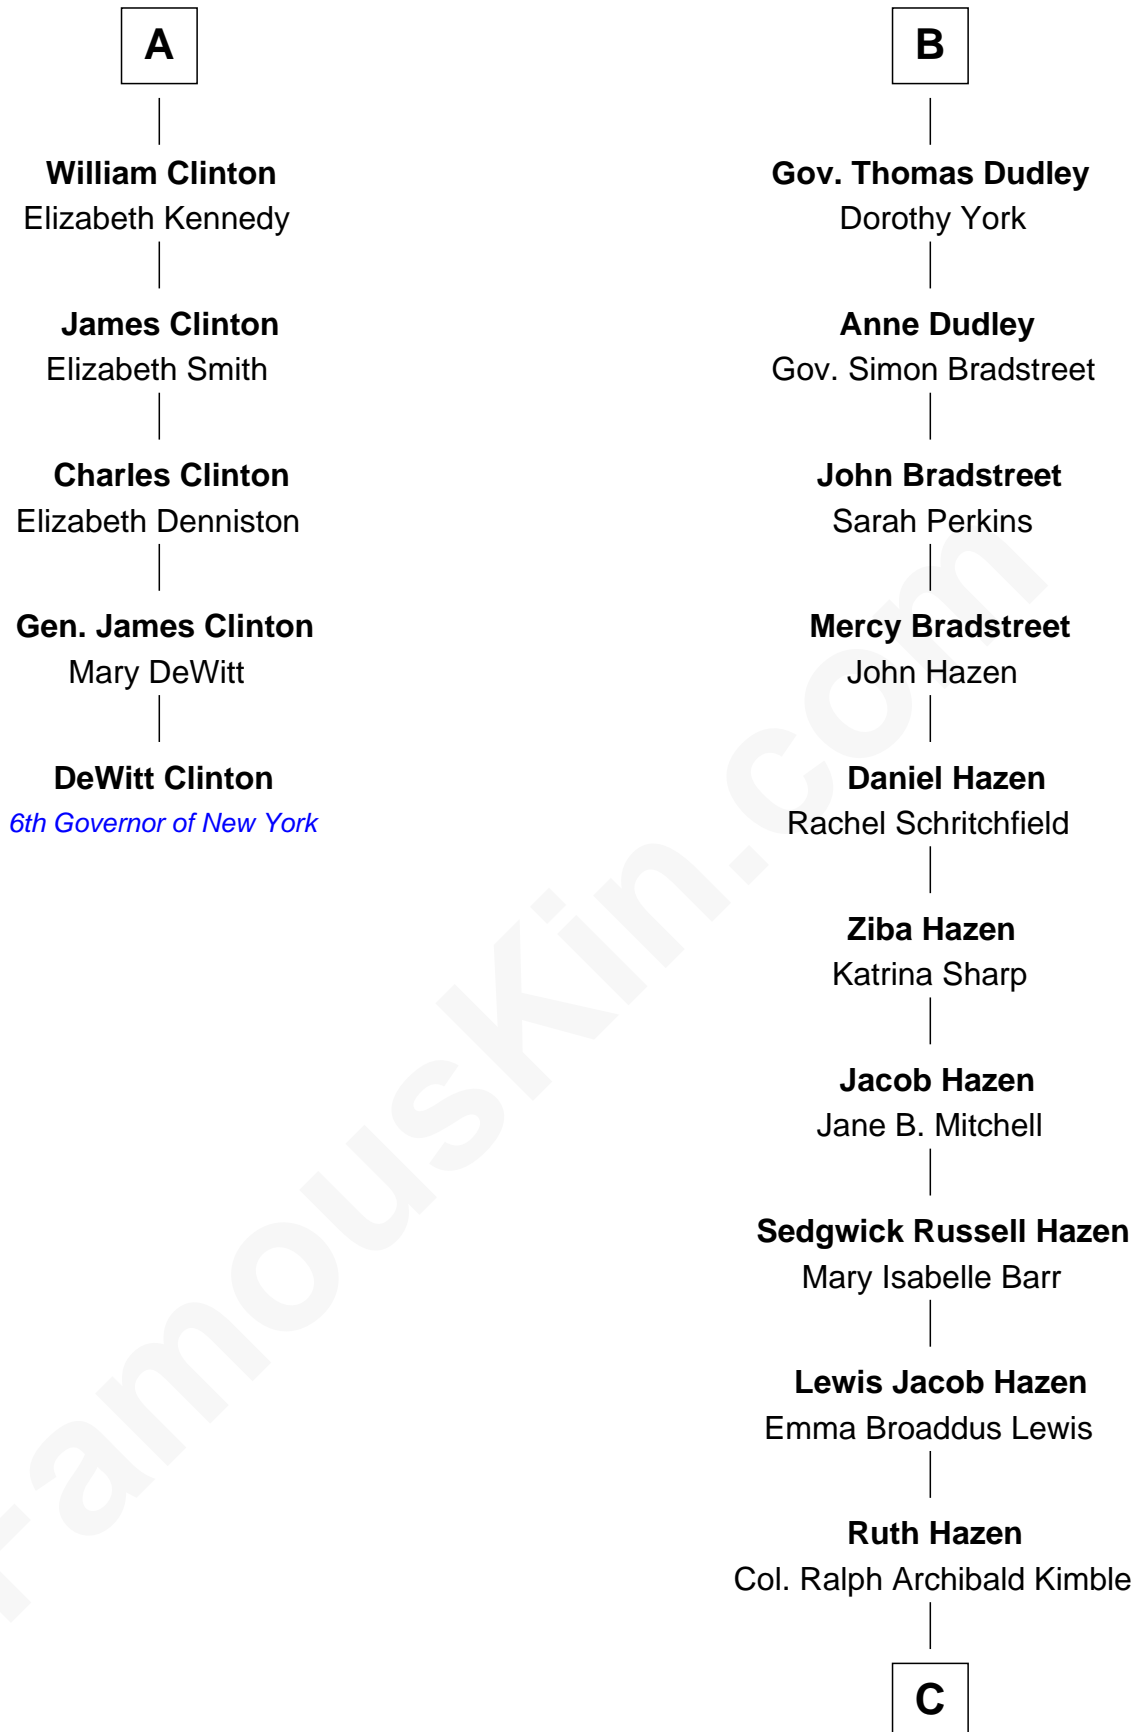 A
William Clinton
Elizabeth Kennedy
James Clinton
Elizabeth Smith
Charles Clinton
Elizabeth Denniston
Gen. James Clinton
Mary DeWitt
DeWitt Clinton
6th Governor of New York
B
Gov. Thomas Dudley
Dorothy York
Anne Dudley
Gov. Simon Bradstreet
John Bradstreet
Sarah Perkins
Mercy Bradstreet
John Hazen
Daniel Hazen
Rachel Schritchfield
Ziba Hazen
Katrina Sharp
Jacob Hazen
Jane B. Mitchell
Sedgwick Russell Hazen
Mary Isabelle Barr
Lewis Jacob Hazen
Emma Broaddus Lewis
Ruth Hazen
Col. Ralph Archibald Kimble
C
FamousKin.com